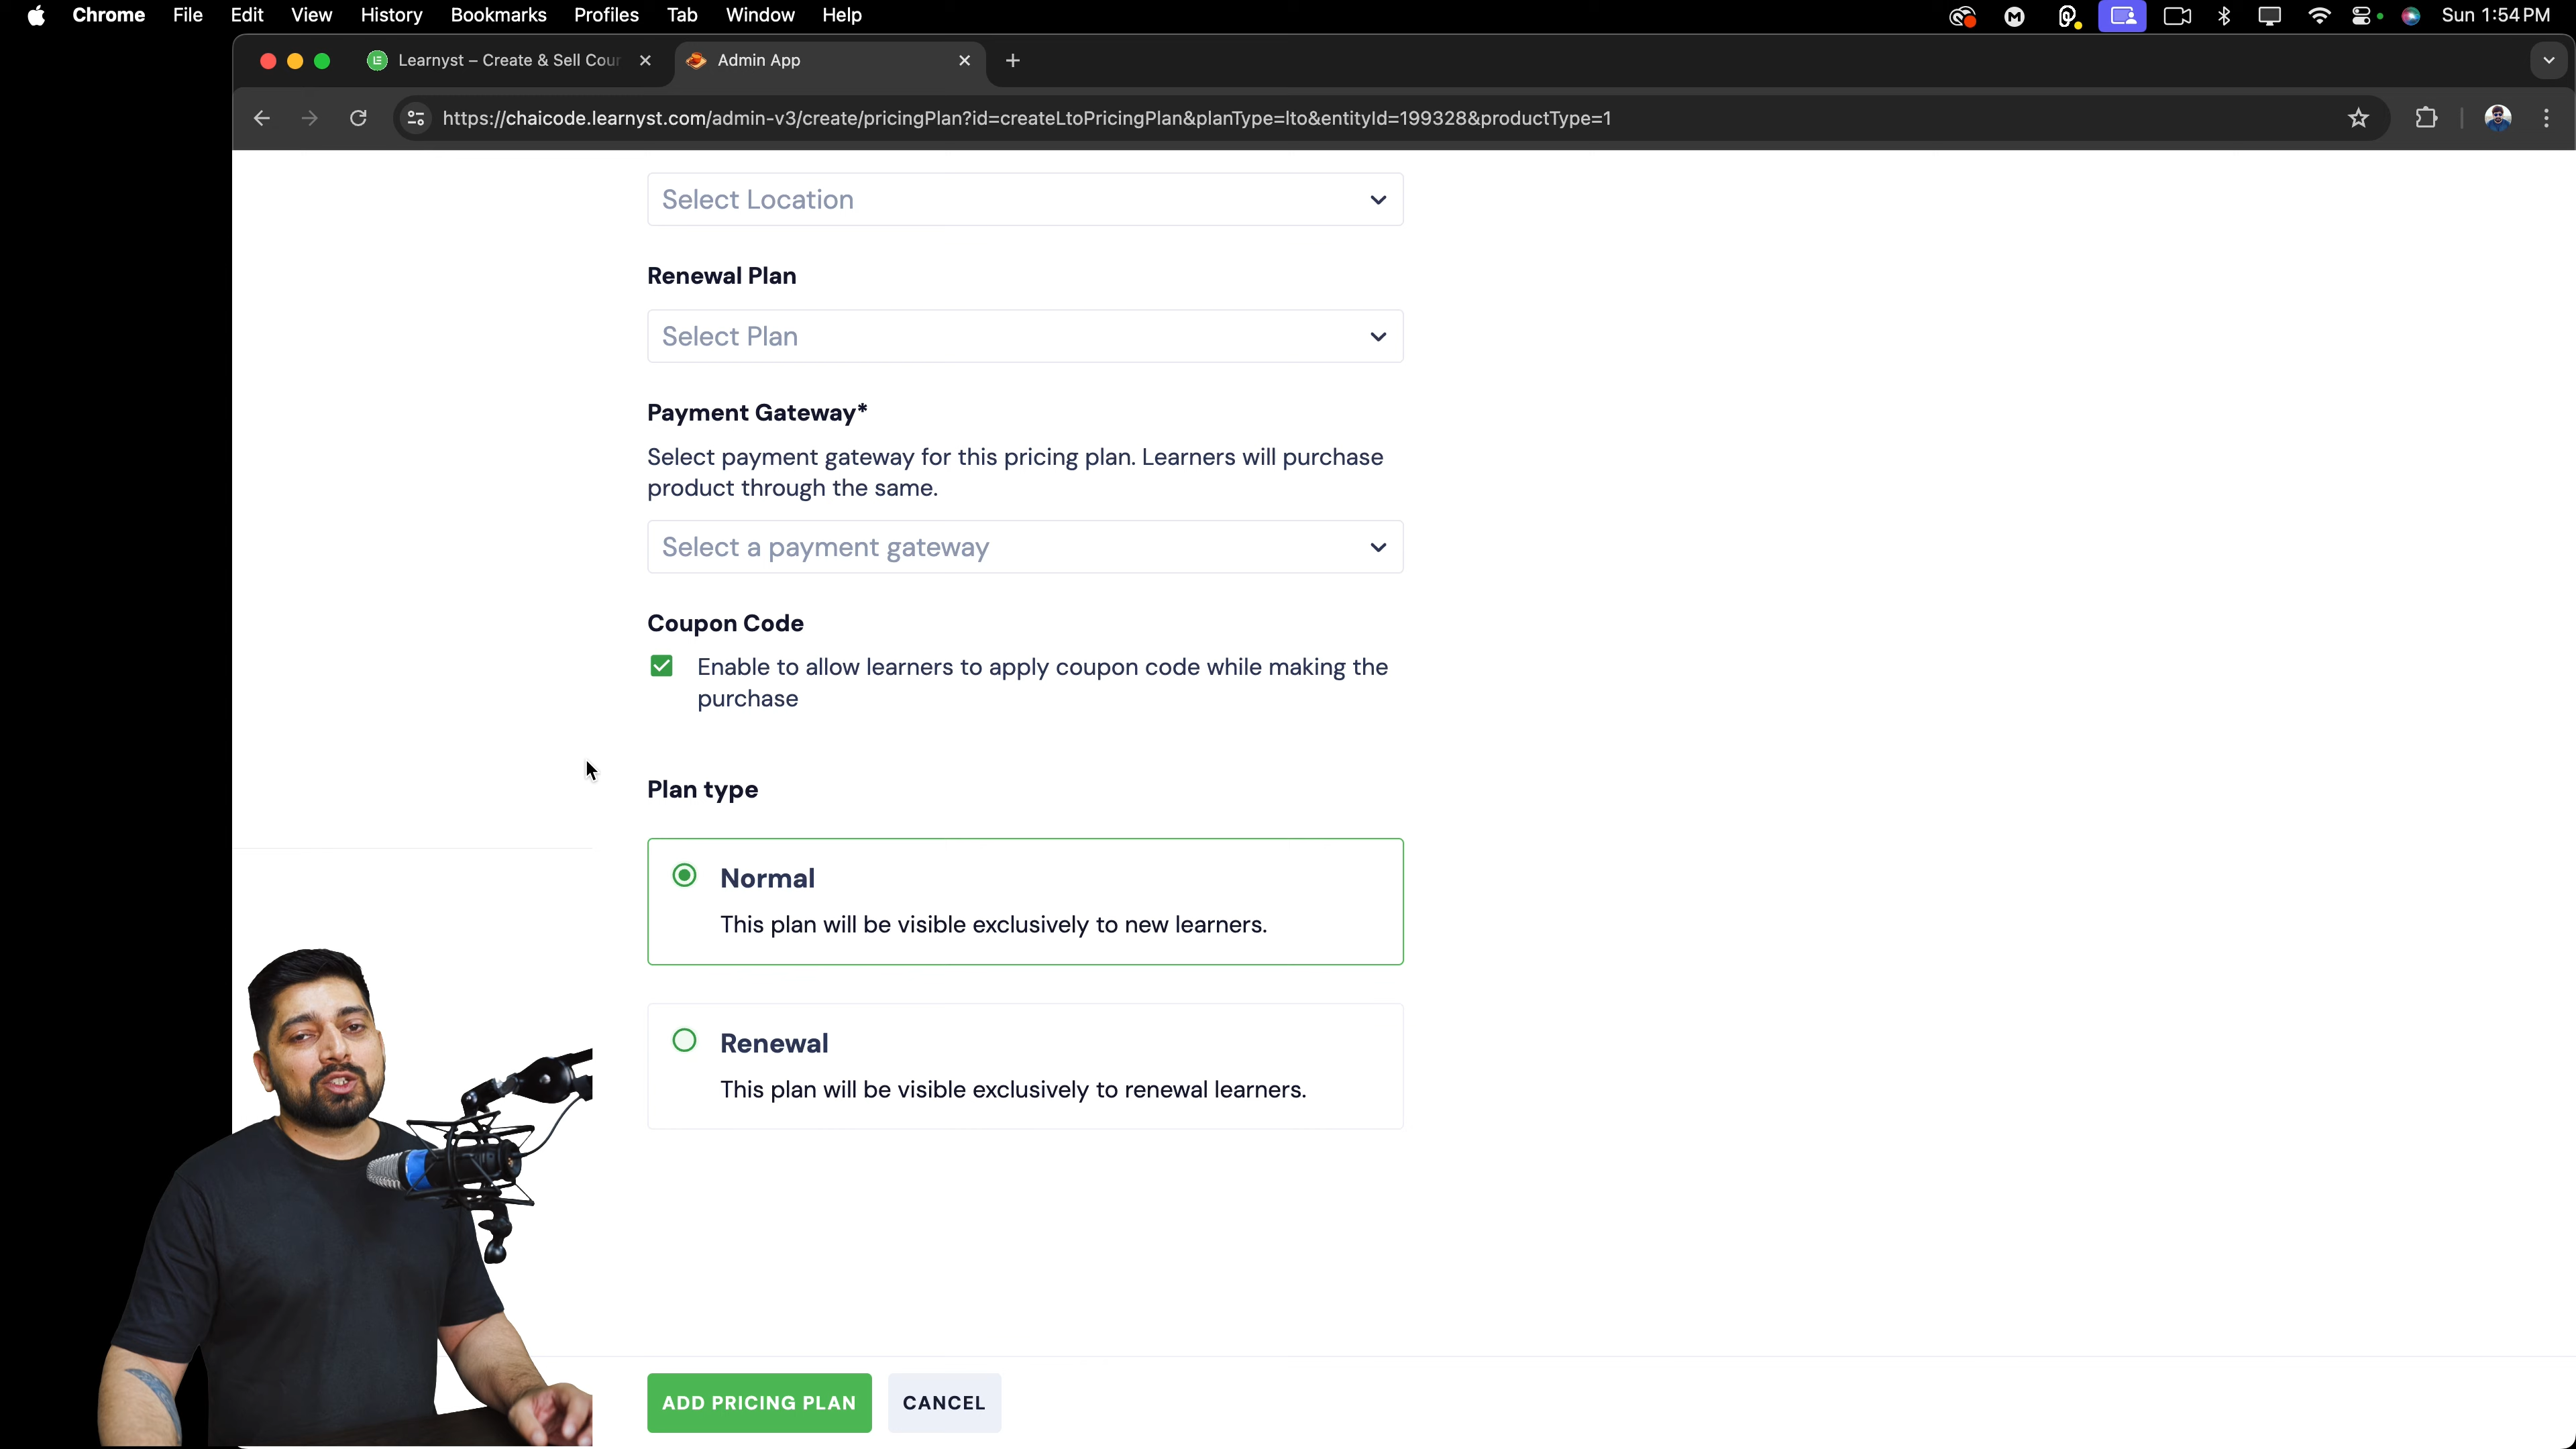 Chrome File Edit View History Bookmarks Profiles Tab Window Help
Sun 1:54 PM
Learnyst – Create & Sell Cour
Admin App
https://chaicode.learnyst.com/admin-v3/create/pricingPlan?id=createLtoPricingPlan&planType=lto&entityId=199328&productType=1
Select Location
Renewal Plan
Select Plan
Payment Gateway*
Select payment gateway for this pricing plan. Learners will purchase
product through the same.
Select a payment gateway
Coupon Code
Enable to allow learners to apply coupon code while making the
purchase
Plan type
Normal
This plan will be visible exclusively to new learners.
Renewal
This plan will be visible exclusively to renewal learners.
ADD PRICING PLAN
CANCEL